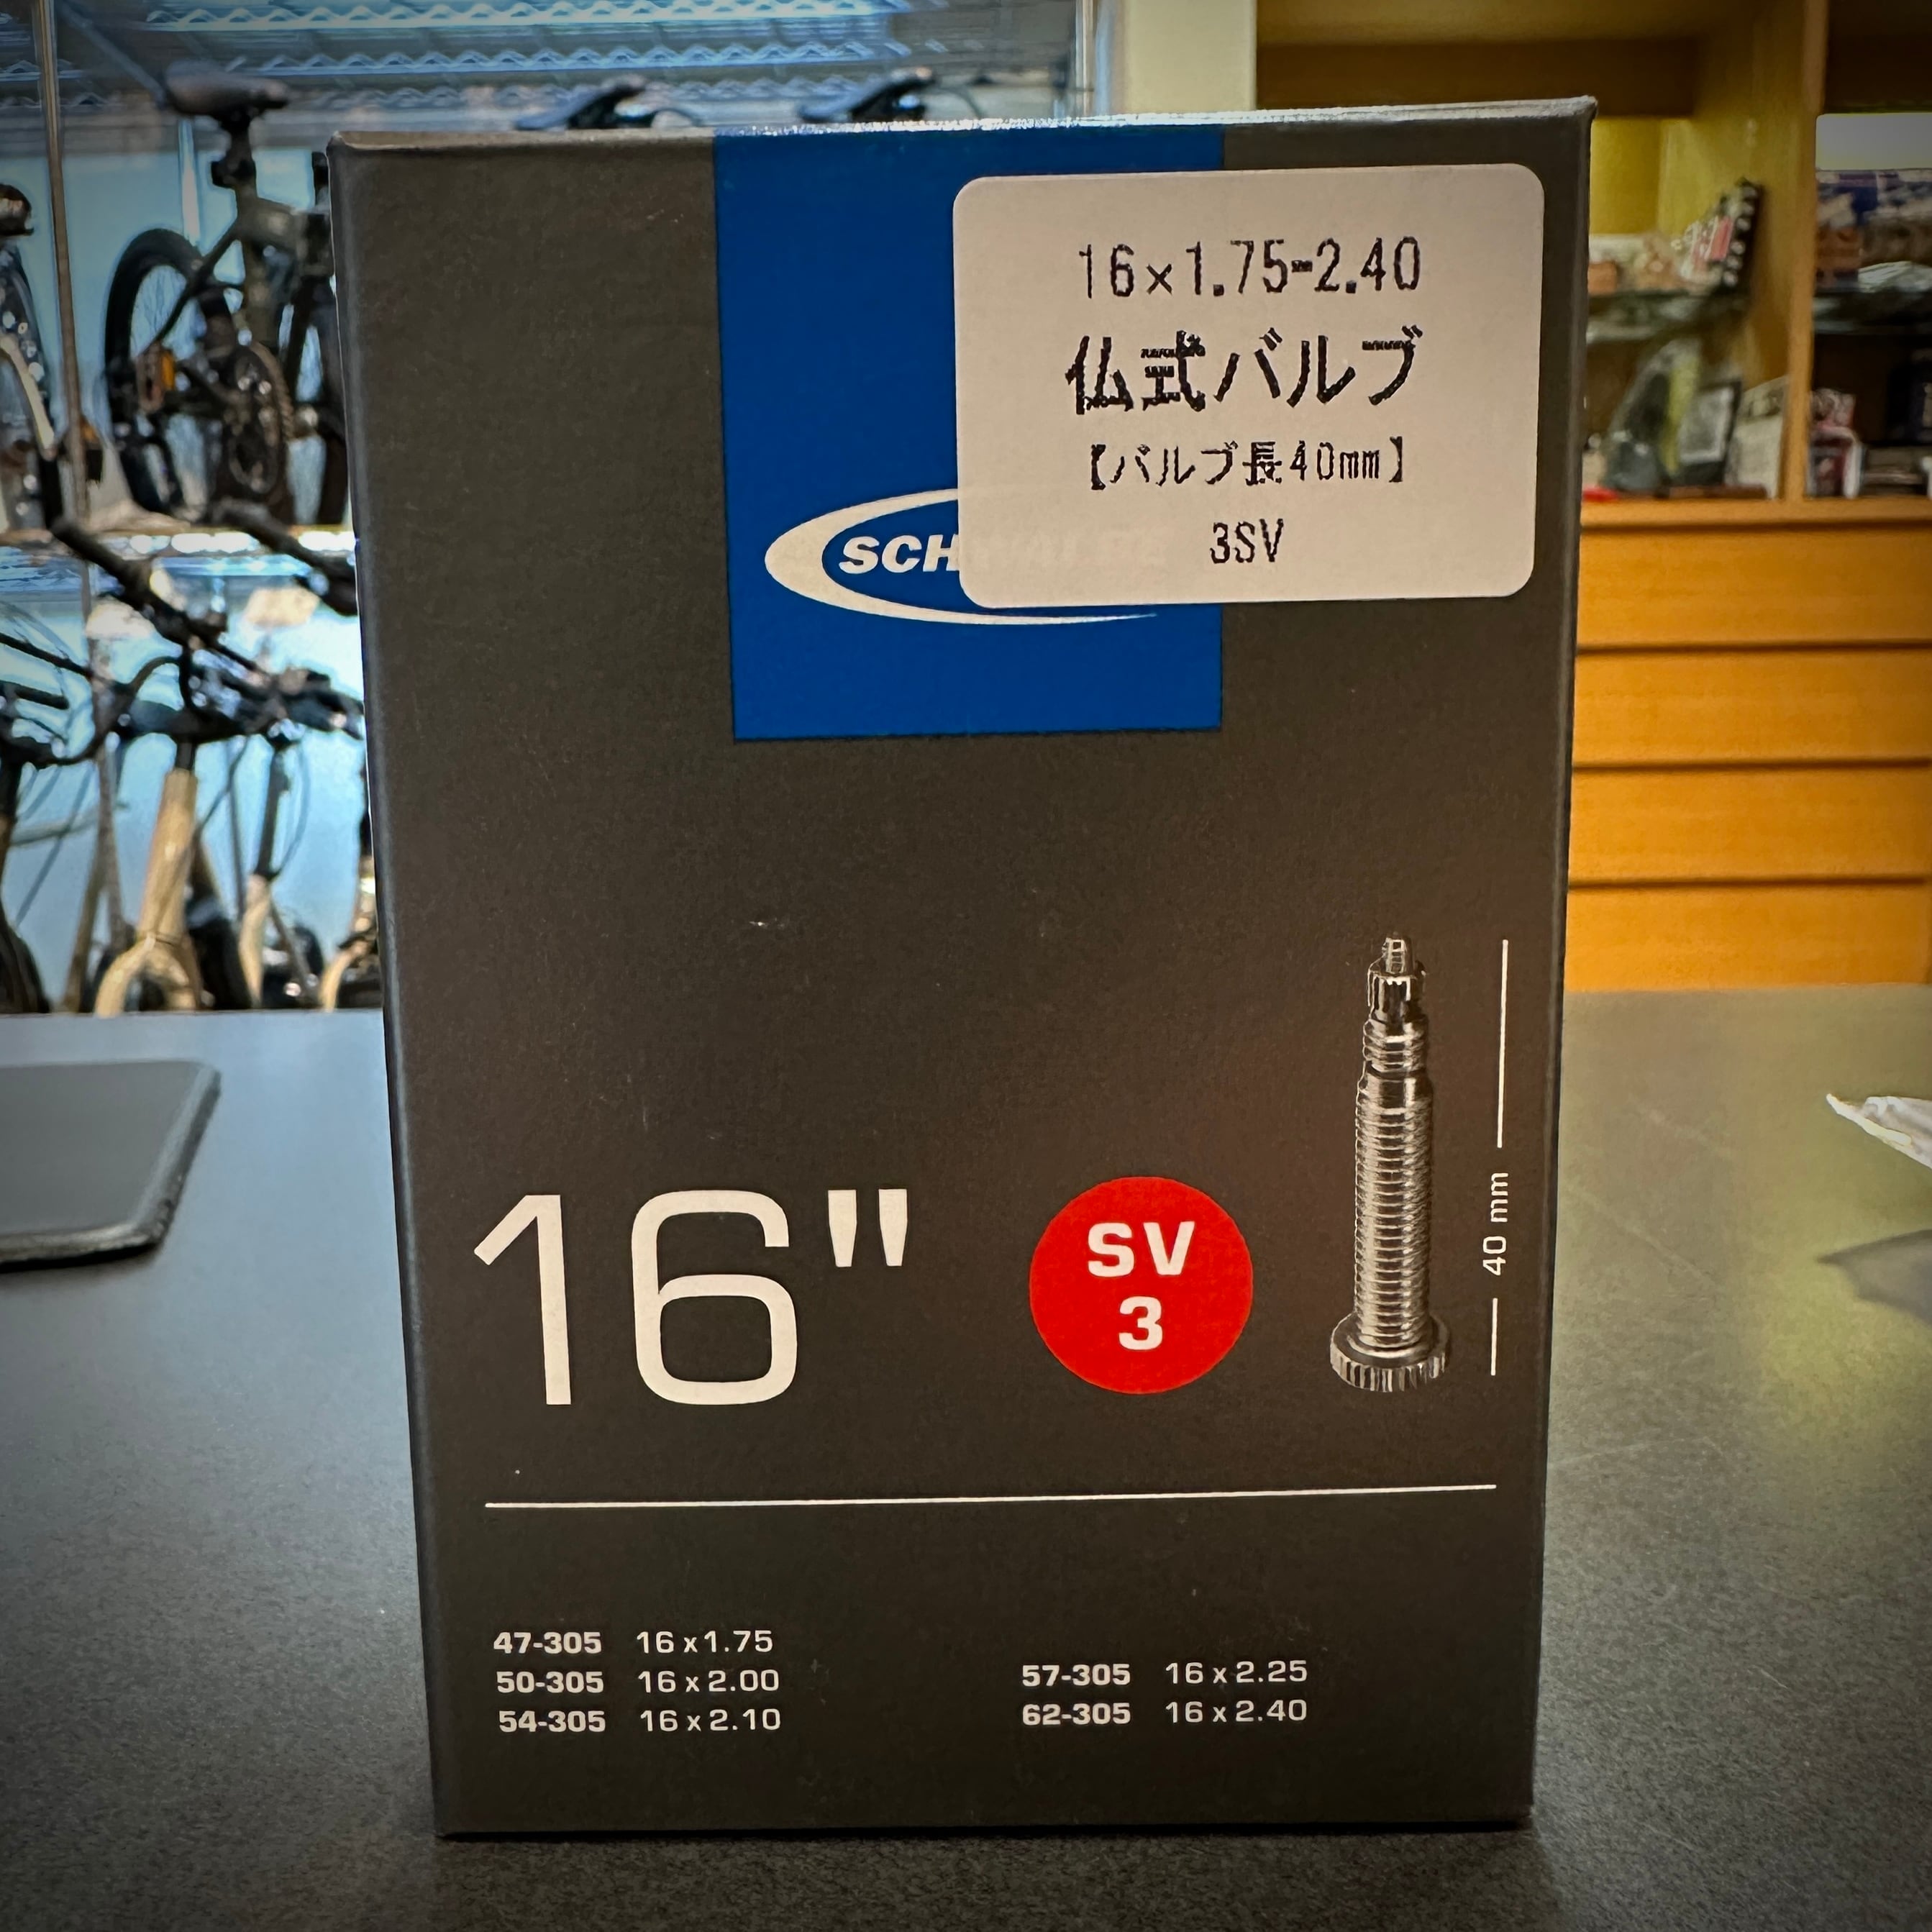 16×1.75-2.40
仏式バルブ
【バルブ長40mm】
3SV
SCHWALBE
40 mm
16"
SV
3
47-305 16 x 1.75
50-305 16 x 2.00
54-305 16 x 2.10
57-305 16 x 2.25
62-305 16 x 2.40